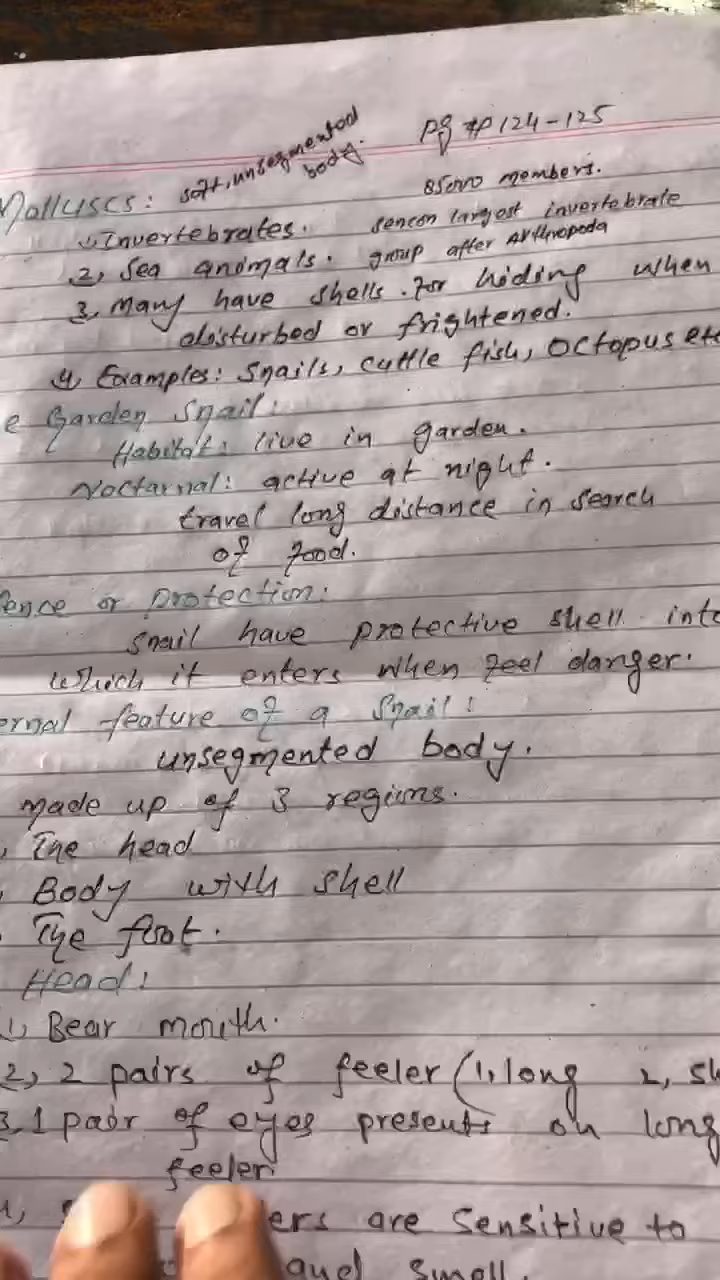 Pg #P 124-125
soft, unsegmented
body.
Molluscs:
85000 members.
1, Invertebrates.
sencon largest invertebrate
2, Sea animals.
group after Arthropoda
3, Many have shells. For hiding when
disturbed or frightened.
4, Examples: Snails, cuttle fish, Octopus etc
e Garden Snail:
Habitat: live in garden.
Nocturnal: active at night.
travel long distance in search
of food.
fence or protection:
snail have protective shell into
which it enters when feel danger.
ernal feature of a Snail:
unsegmented body.
made up of 3 regions.
, The head
, Body with shell
. The foot.
Head:
1, Bear mouth.
2, 2 pairs of feeler (1, long 2, sh
3, 1 pair of eyes presents on long
feeler
ers are sensitive to
and smell.